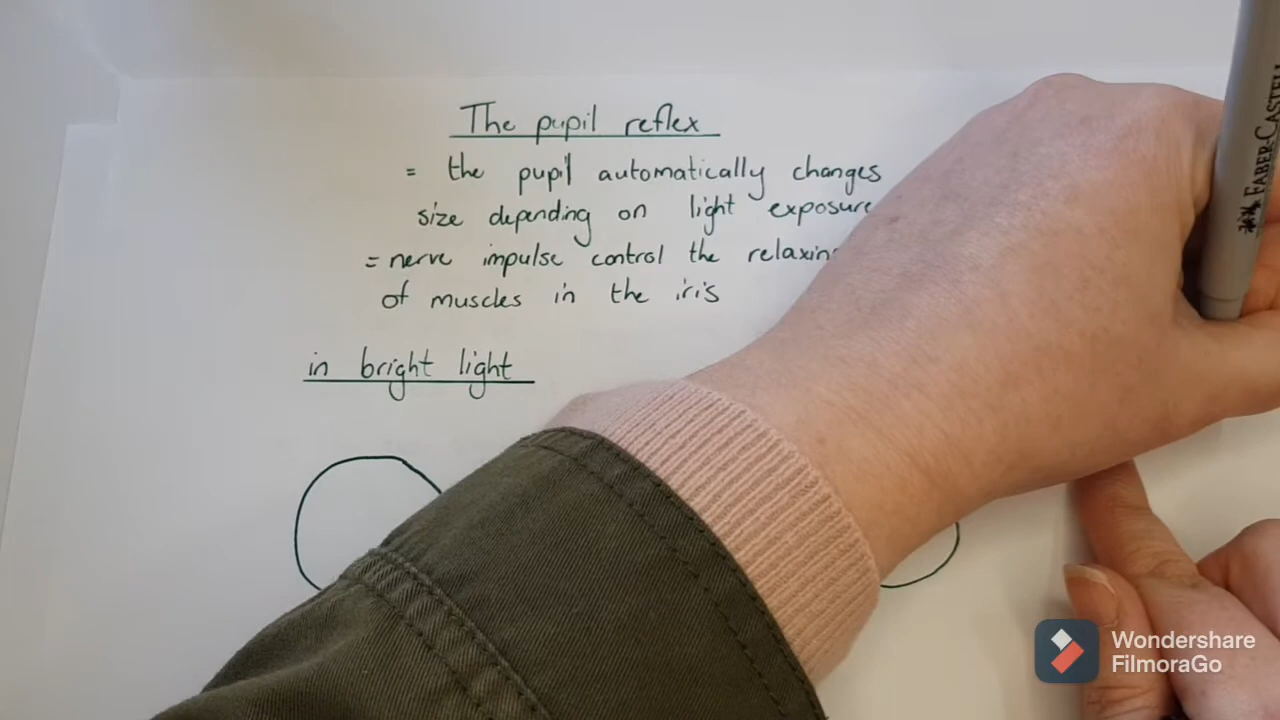 The pupil reflex
= the pupil automatically changes
size depending on light exposure
= nerve impulse control the relaxin
of muscles in the iris
in bright light
FABER-CASTELL
Wondershare
FilmoraGo